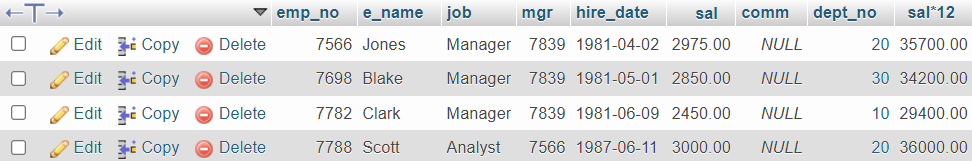 emp_no e_name job mgr hire_date sal comm dept_no sal*12
Edit Copy Delete 7566 Jones Manager 7839 1981-04-02 2975.00 NULL 20 35700.00
Edit Copy Delete 7698 Blake Manager 7839 1981-05-01 2850.00 NULL 30 34200.00
Edit Copy Delete 7782 Clark Manager 7839 1981-06-09 2450.00 NULL 10 29400.00
Edit Copy Delete 7788 Scott Analyst 7566 1987-06-11 3000.00 NULL 20 36000.00